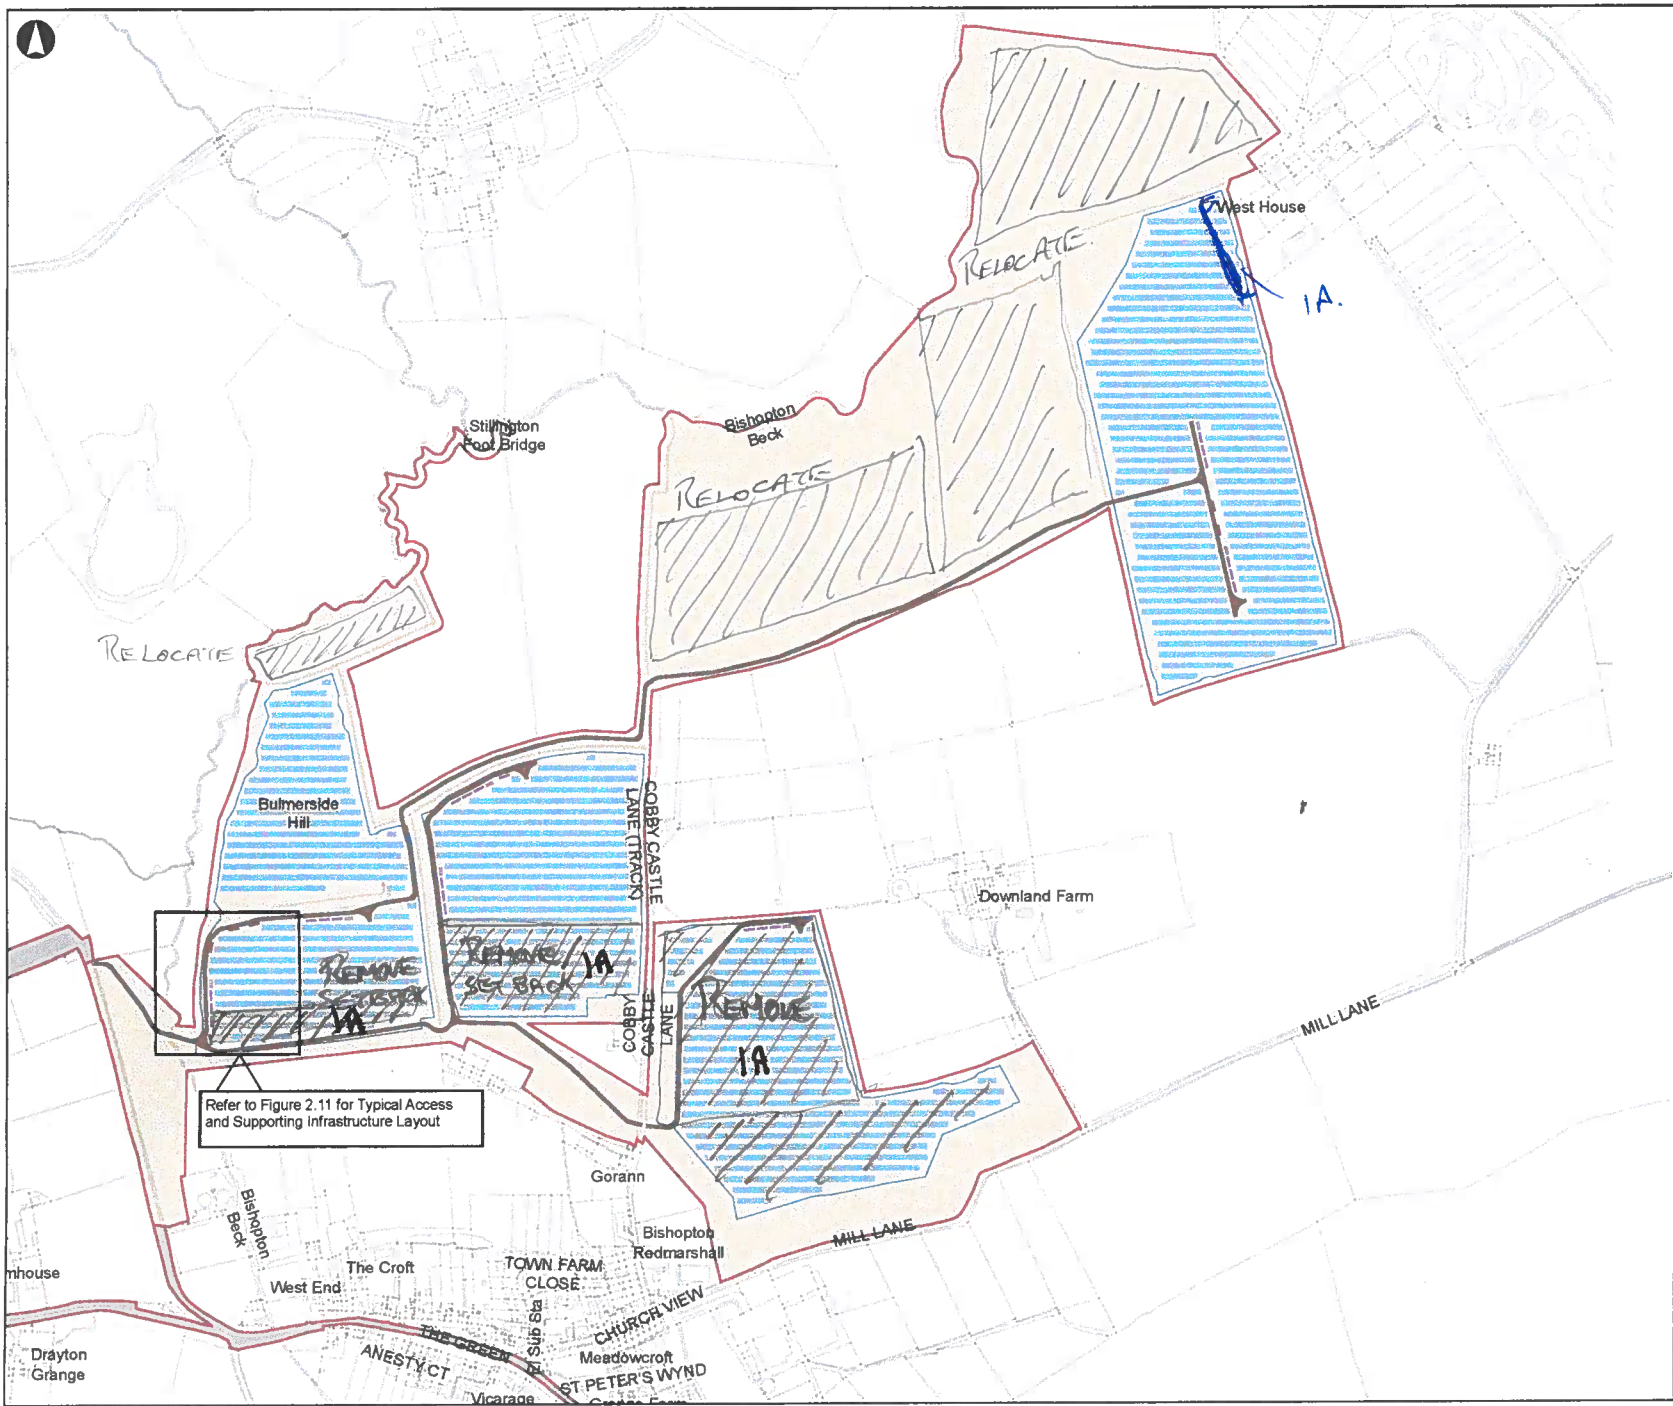 West House
RELOCATE.
1A.
Stillington
Foot Bridge
Bishopton
Beck
RELOCATE
RELOCATE
Bulmerside
Hill
COBBY CASTLE
LANE (TRACK)
Downland Farm
REMOVE
SET BACK
1A
REMOVE
SET BACK
1A
COBBY
CASTLE
LANE
REMOVE
1A
MILL LANE
Refer to Figure 2.11 for Typical Access
and Supporting Infrastructure Layout
Gorann
Bishopton
Beck
Bishopton
Redmarshall
MILL LANE
mhouse
The Croft
West End
TOWN FARM
CLOSE
El Sub Sta
CHURCH VIEW
THE GREEN
ANESTY CT
Meadowcroft
ST PETER'S WYND
Drayton
Grange
Vicarage